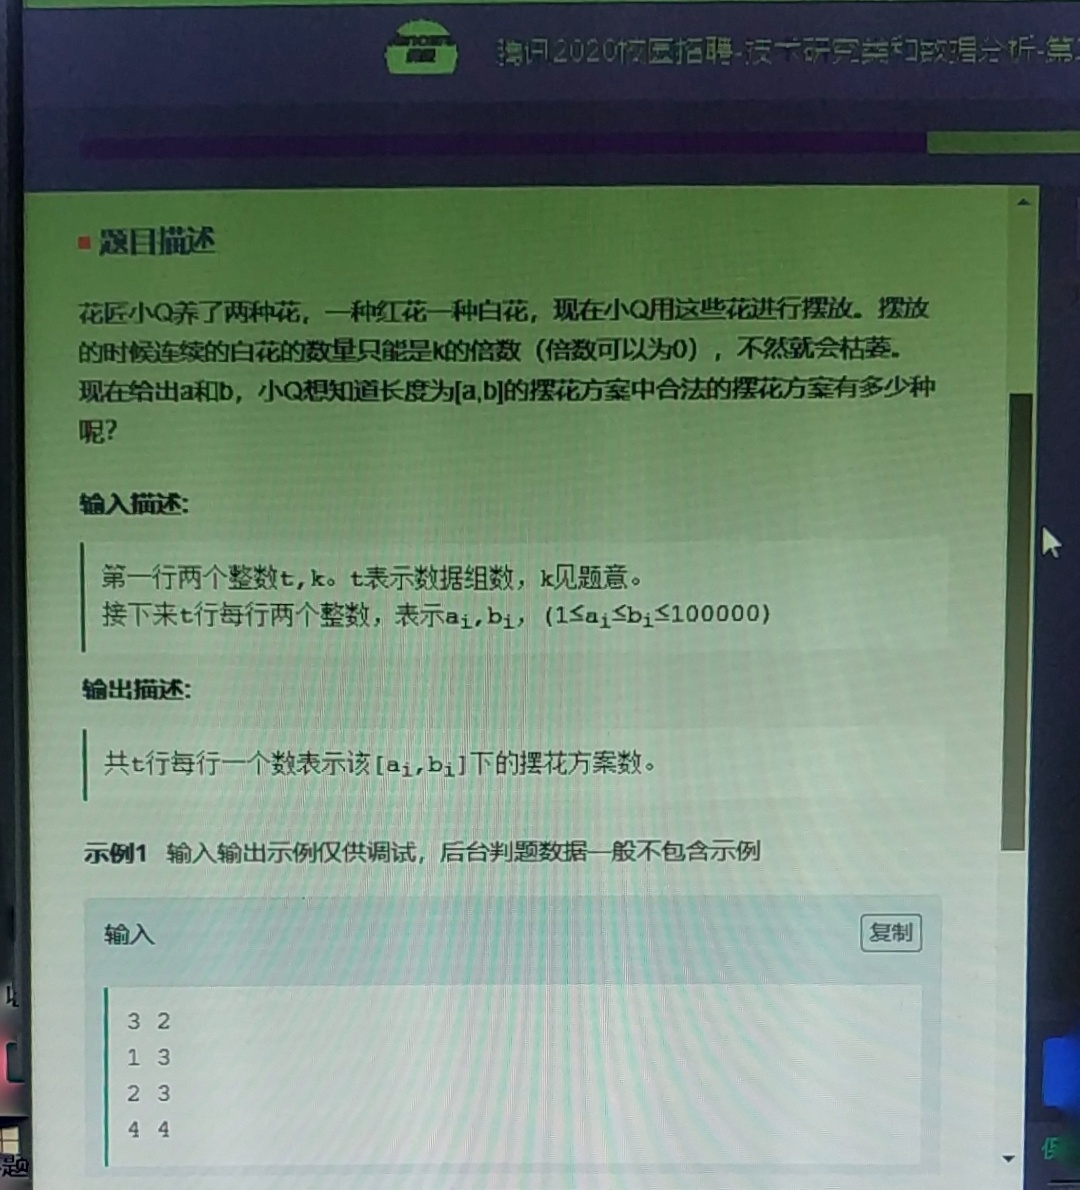 腾讯2020校园招聘-技术研究类和数据分析-第
题目描述
花匠小Q养了两种花，一种红花一种白花，现在小Q用这些花进行摆放。摆放
的时候连续的白花的数量只能是k的倍数（倍数可以为0），不然就会枯萎。
现在给出a和b，小Q想知道长度为[a,b]的摆花方案中合法的摆花方案有多少种
呢？
输入描述:
第一行两个整数t,k。t表示数据组数，k见题意。
接下来t行每行两个整数，表示ai,bi，(1≤ai≤bi≤100000)
输出描述:
共t行每行一个数表示该[ai,bi]下的摆花方案数。
示例1 输入输出示例仅供调试，后台判题数据一般不包含示例
输入
复制
3 2
1 3
2 3
4 4
题